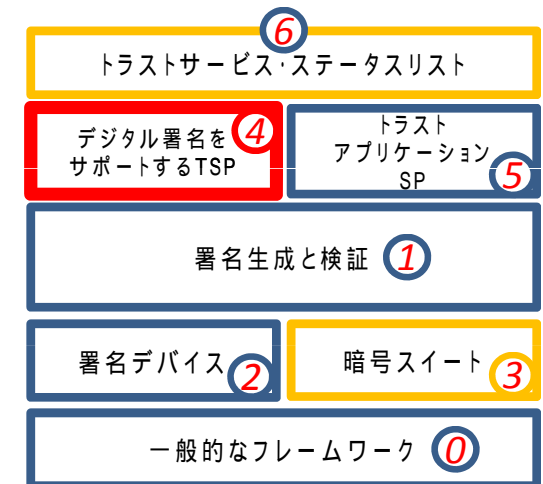 6
トラストサービス・ステータスリスト
デジタル署名を
サポートするTSP
4
トラスト
アプリケーション
SP
5
署名生成と検証 1
署名デバイス 2
暗号スイート 3
一般的なフレームワーク 0